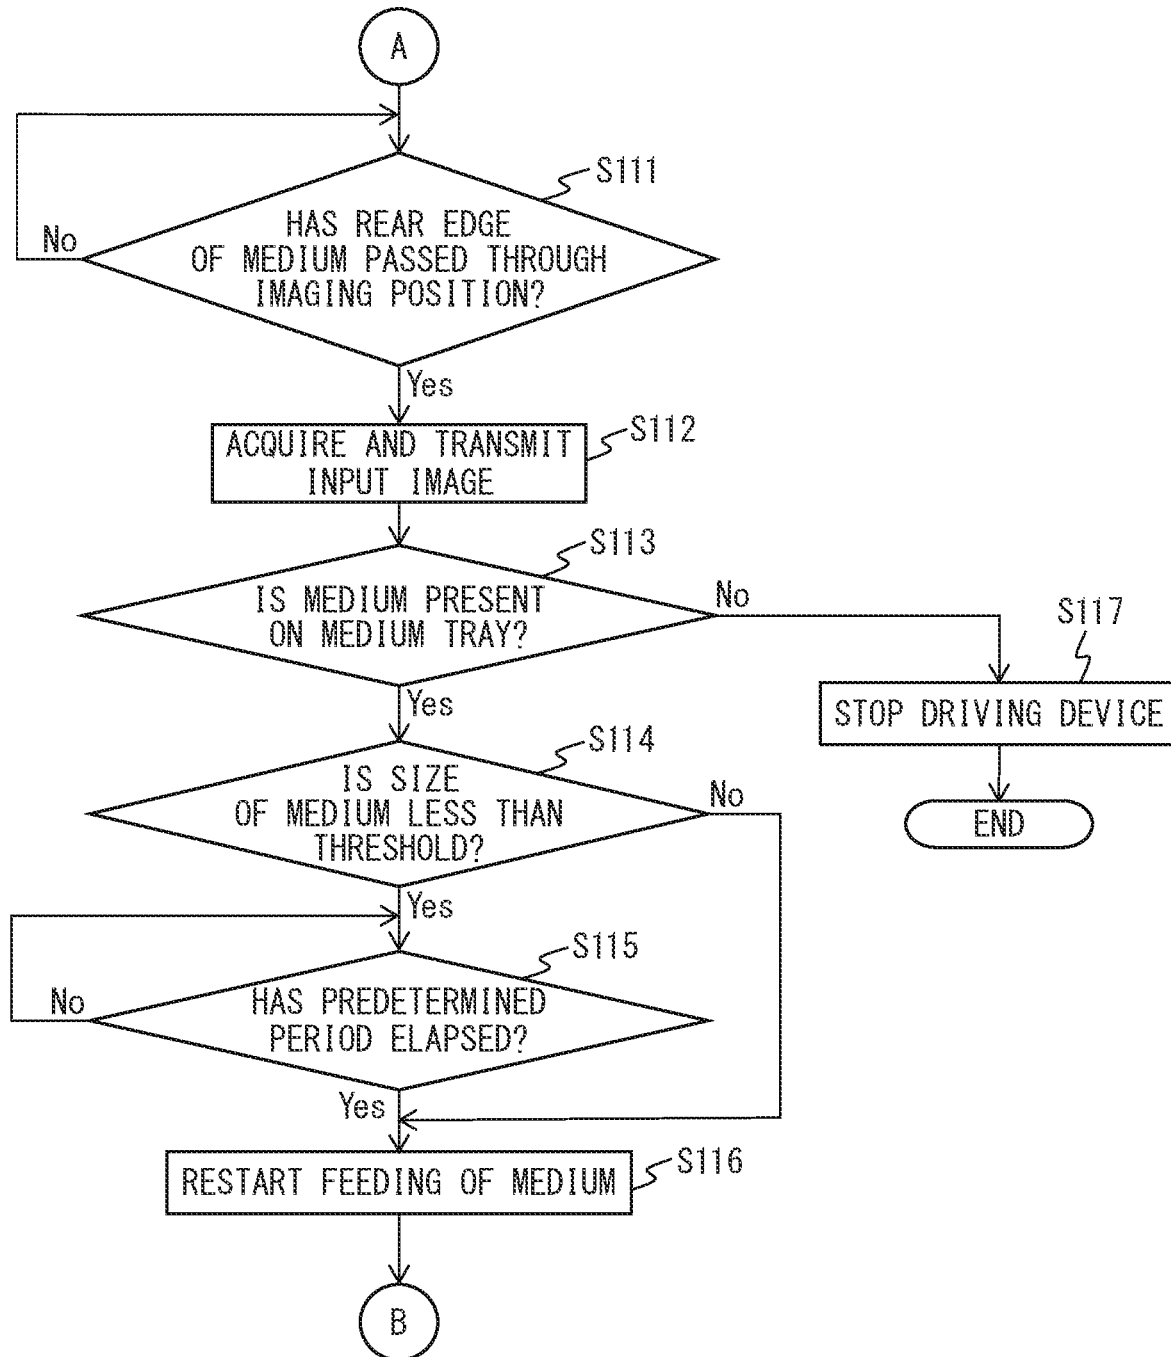 A
S111
HAS REAR EDGE
OF MEDIUM PASSED THROUGH
IMAGING POSITION?
No
Yes
S112
ACQUIRE AND TRANSMIT
INPUT IMAGE
S113
IS MEDIUM PRESENT
ON MEDIUM TRAY?
No
Yes
S117
STOP DRIVING DEVICE
END
S114
IS SIZE
OF MEDIUM LESS THAN
THRESHOLD?
No
Yes
S115
HAS PREDETERMINED
PERIOD ELAPSED?
No
Yes
S116
RESTART FEEDING OF MEDIUM
B